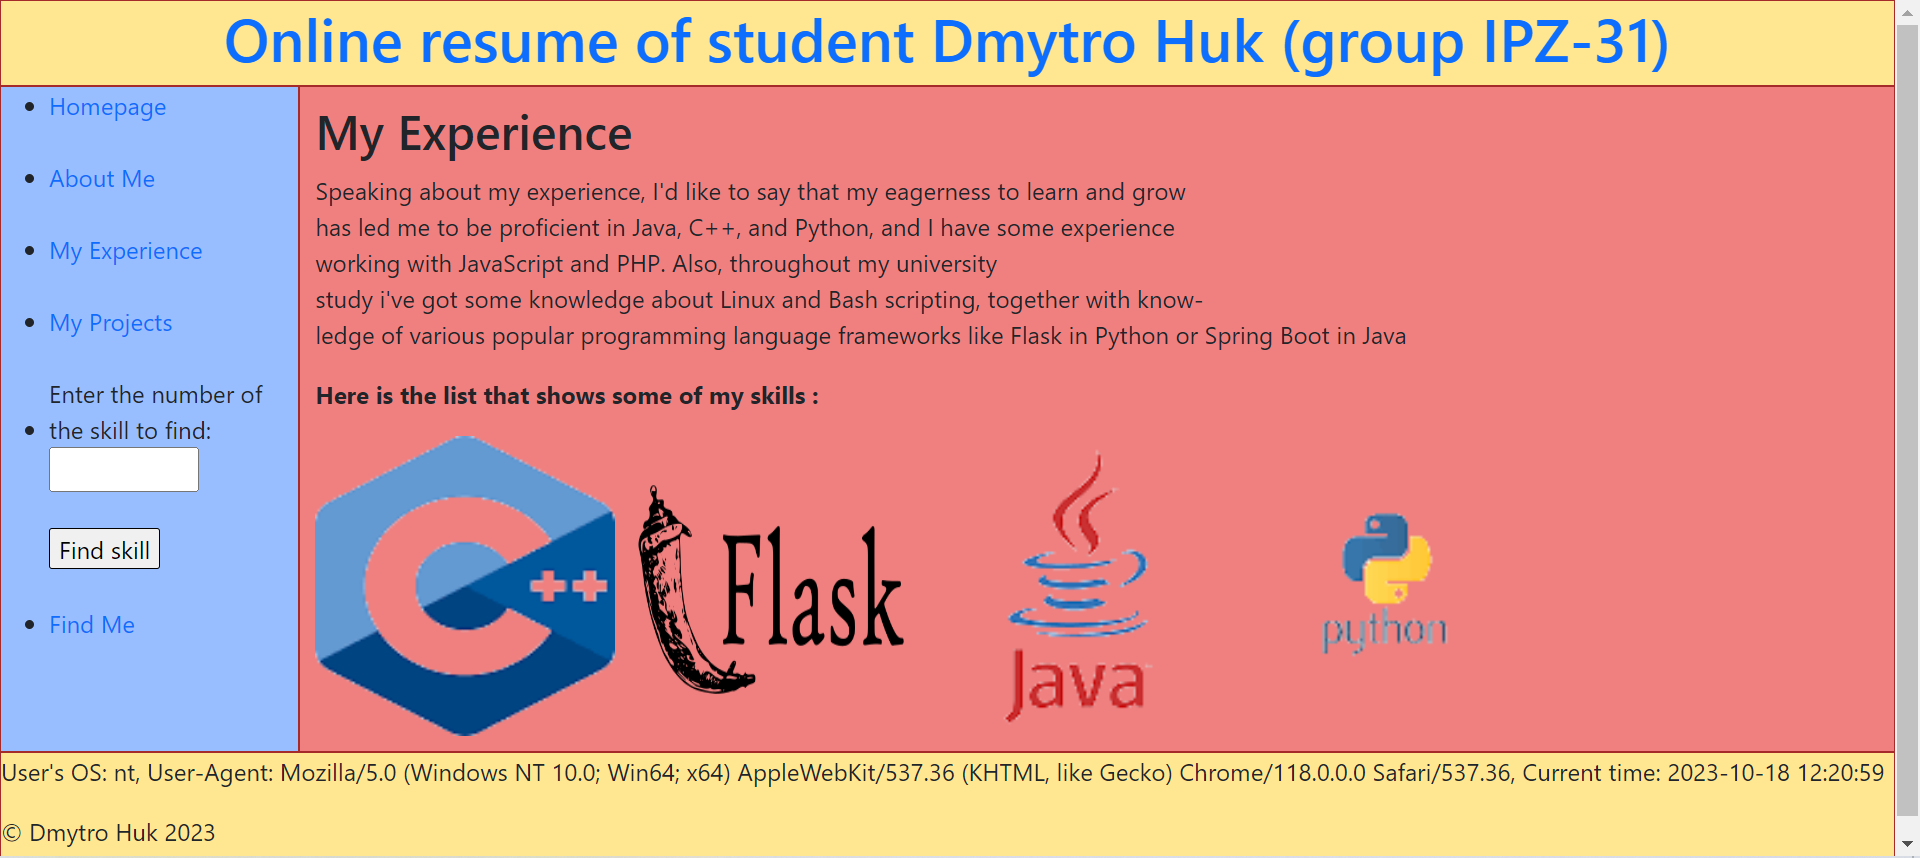 Online resume of student Dmytro Huk (group IPZ-31)
Homepage
About Me
My Experience
My Projects
Enter the number of
the skill to find:
Find skill
Find Me
My Experience
Speaking about my experience, I'd like to say that my eagerness to learn and grow
has led me to be proficient in Java, C++, and Python, and I have some experience
working with JavaScript and PHP. Also, throughout my university
study i've got some knowledge about Linux and Bash scripting, together with know-
ledge of various popular programming language frameworks like Flask in Python or Spring Boot in Java
Here is the list that shows some of my skills :
C++
Flask
Java
python
User's OS: nt, User-Agent: Mozilla/5.0 (Windows NT 10.0; Win64; x64) AppleWebKit/537.36 (KHTML, like Gecko) Chrome/118.0.0.0 Safari/537.36, Current time: 2023-10-18 12:20:59
© Dmytro Huk 2023